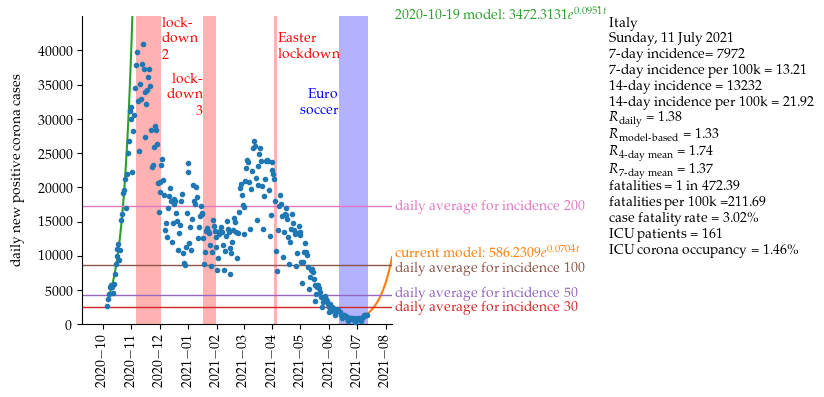 2020-10-19 model: 3472.3131e^0.0951t
lock-
down
2
Easter
lockdown
lock-
down
3
Euro
soccer
daily new positive corona cases
40000
35000
30000
25000
20000
15000
10000
5000
0
daily average for incidence 200
current model: 586.2309e^0.0704t
daily average for incidence 100
daily average for incidence 50
daily average for incidence 30
2020−10
2020−11
2020−12
2021−01
2021−02
2021−03
2021−04
2021−05
2021−06
2021−07
2021−08
Italy
Sunday, 11 July 2021
7-day incidence= 7972
7-day incidence per 100k = 13.21
14-day incidence = 13232
14-day incidence per 100k = 21.92
R_daily = 1.38
R_model-based = 1.33
R_4-day mean = 1.74
R_7-day mean = 1.37
fatalities = 1 in 472.39
fatalities per 100k =211.69
case fatality rate = 3.02%
ICU patients = 161
ICU corona occupancy = 1.46%